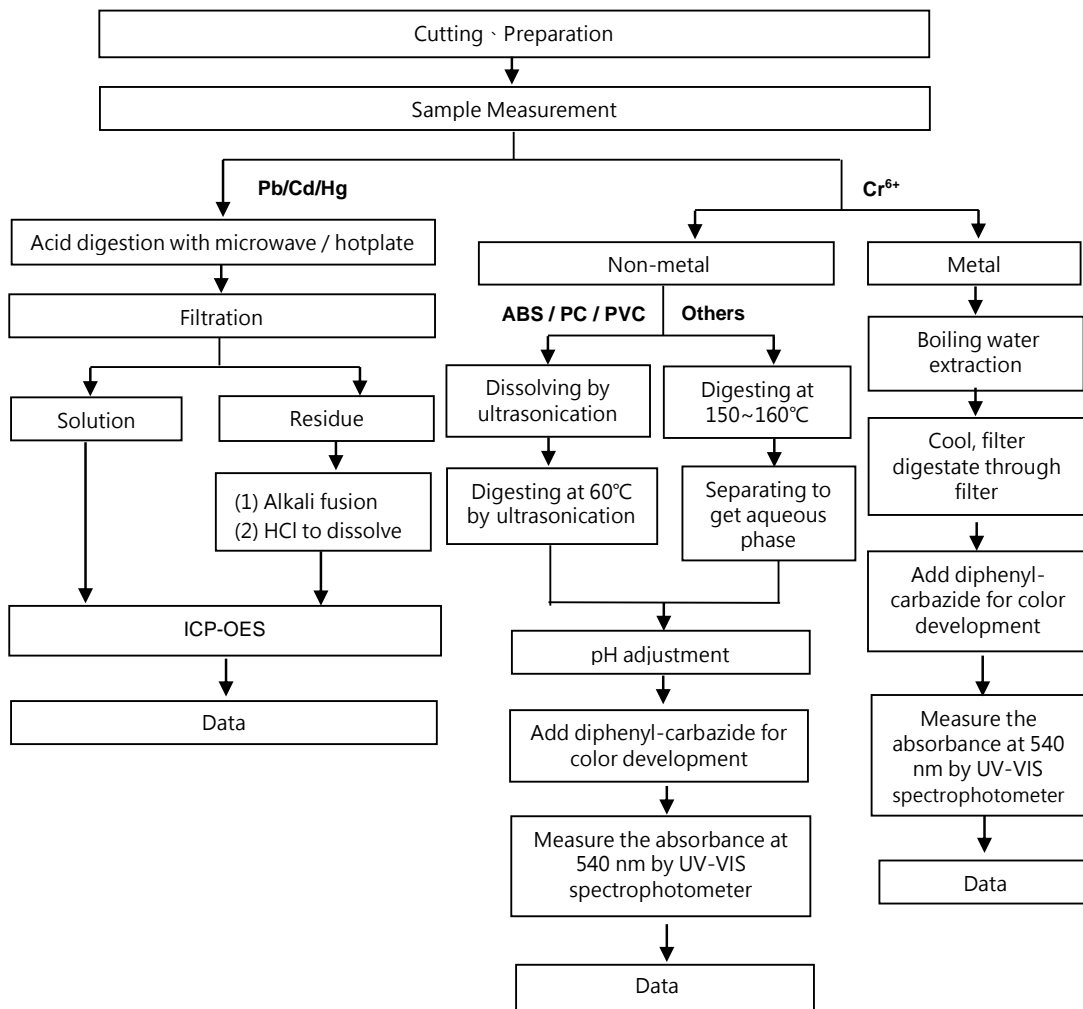 Cutting、Preparation
Sample Measurement
Pb/Cd/Hg
Cr⁶⁺
Acid digestion with microwave / hotplate
Filtration
Solution
Residue
(1) Alkali fusion
(2) HCl to dissolve
ICP-OES
Data
Non-metal
ABS / PC / PVC
Others
Dissolving by
ultrasonication
Digesting at 60℃
by ultrasonication
Digesting at
150~160℃
Separating to
get aqueous
phase
pH adjustment
Add diphenyl-carbazide for
color development
Measure the absorbance at
540 nm by UV-VIS
spectrophotometer
Data
Metal
Boiling water
extraction
Cool, filter
digestate through
filter
Add diphenyl-
carbazide for color
development
Measure the
absorbance at 540
nm by UV-VIS
spectrophotometer
Data